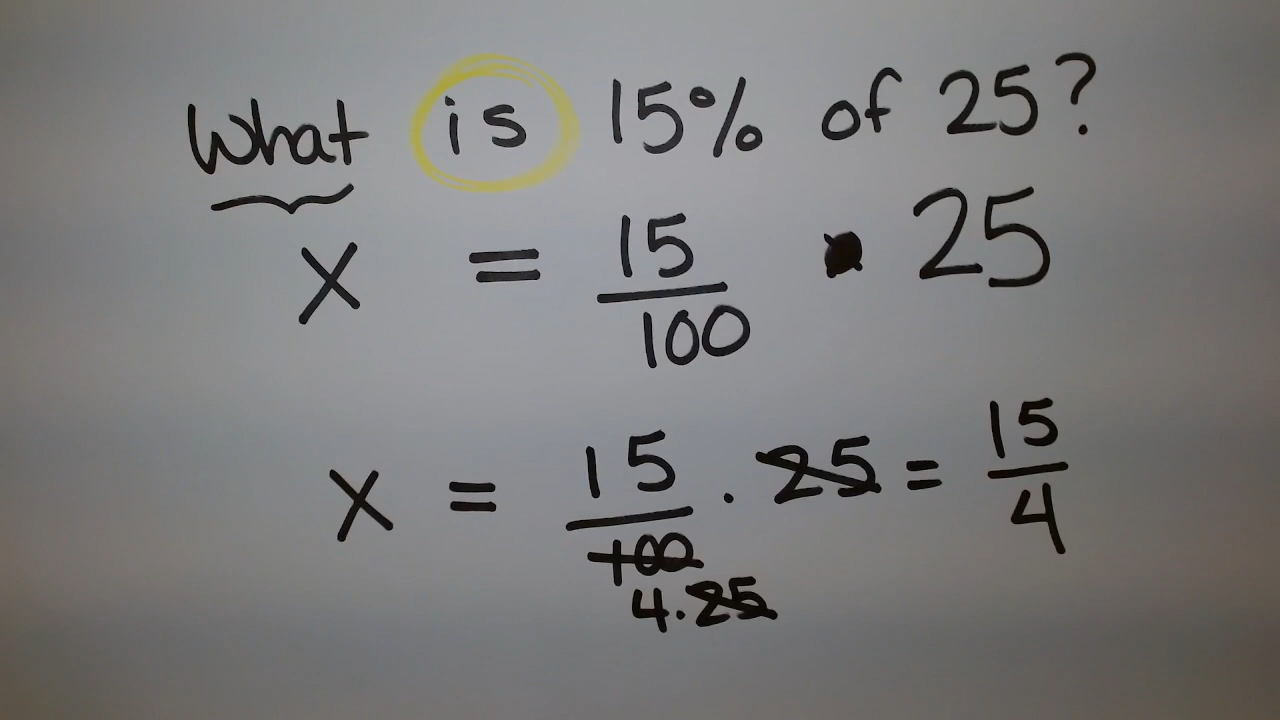 What is 15% of 25?
x = 15/100 · 25
x = 15/100 · 25 = 15/4
4·25